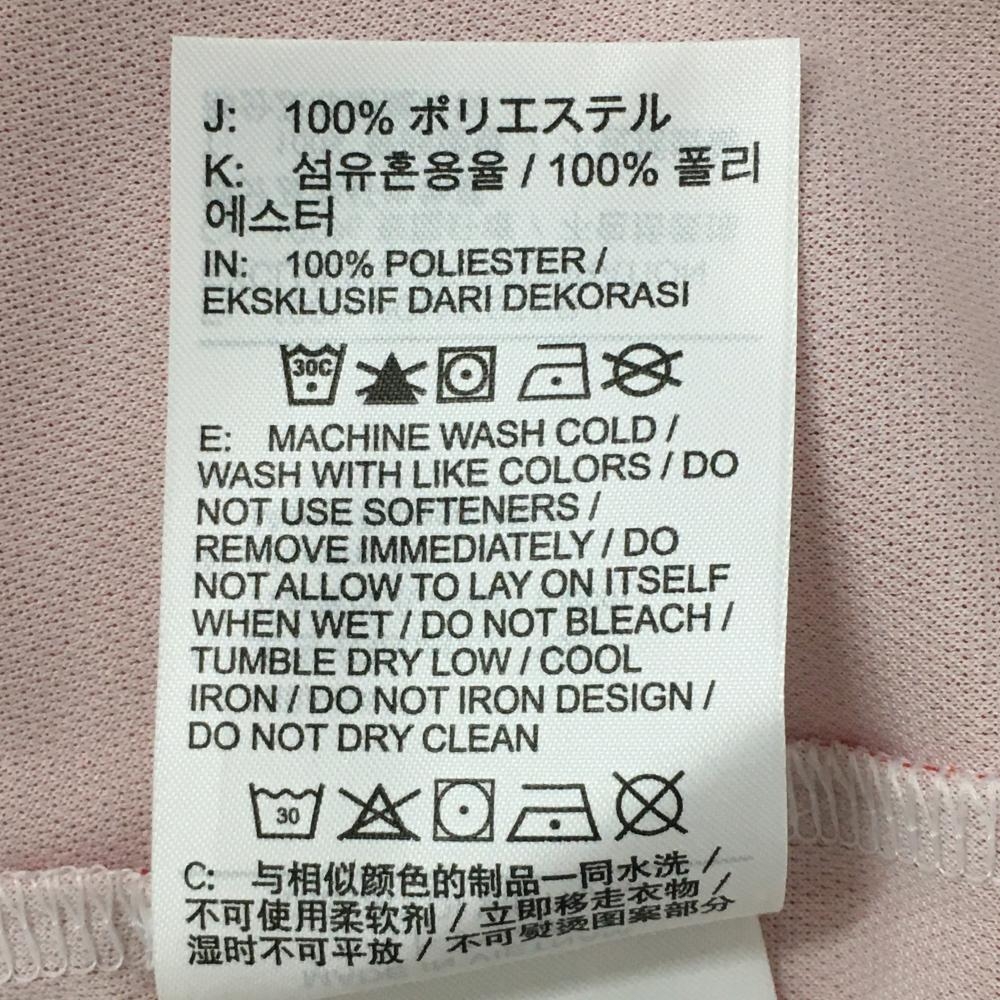 J: 100% ポリエステル
K: 섬유혼용율 / 100% 폴리
에스터
IN: 100% POLIESTER /
EKSKLUSIF DARI DEKORASI
30C
E: MACHINE WASH COLD /
WASH WITH LIKE COLORS / DO
NOT USE SOFTENERS /
REMOVE IMMEDIATELY / DO
NOT ALLOW TO LAY ON ITSELF
WHEN WET / DO NOT BLEACH /
TUMBLE DRY LOW / COOL
IRON / DO NOT IRON DESIGN /
DO NOT DRY CLEAN
30
C: 与相似颜色的制品一同水洗 /
不可使用柔软剂 / 立即移走衣物 /
湿时不可平放 / 不可熨烫图案部分